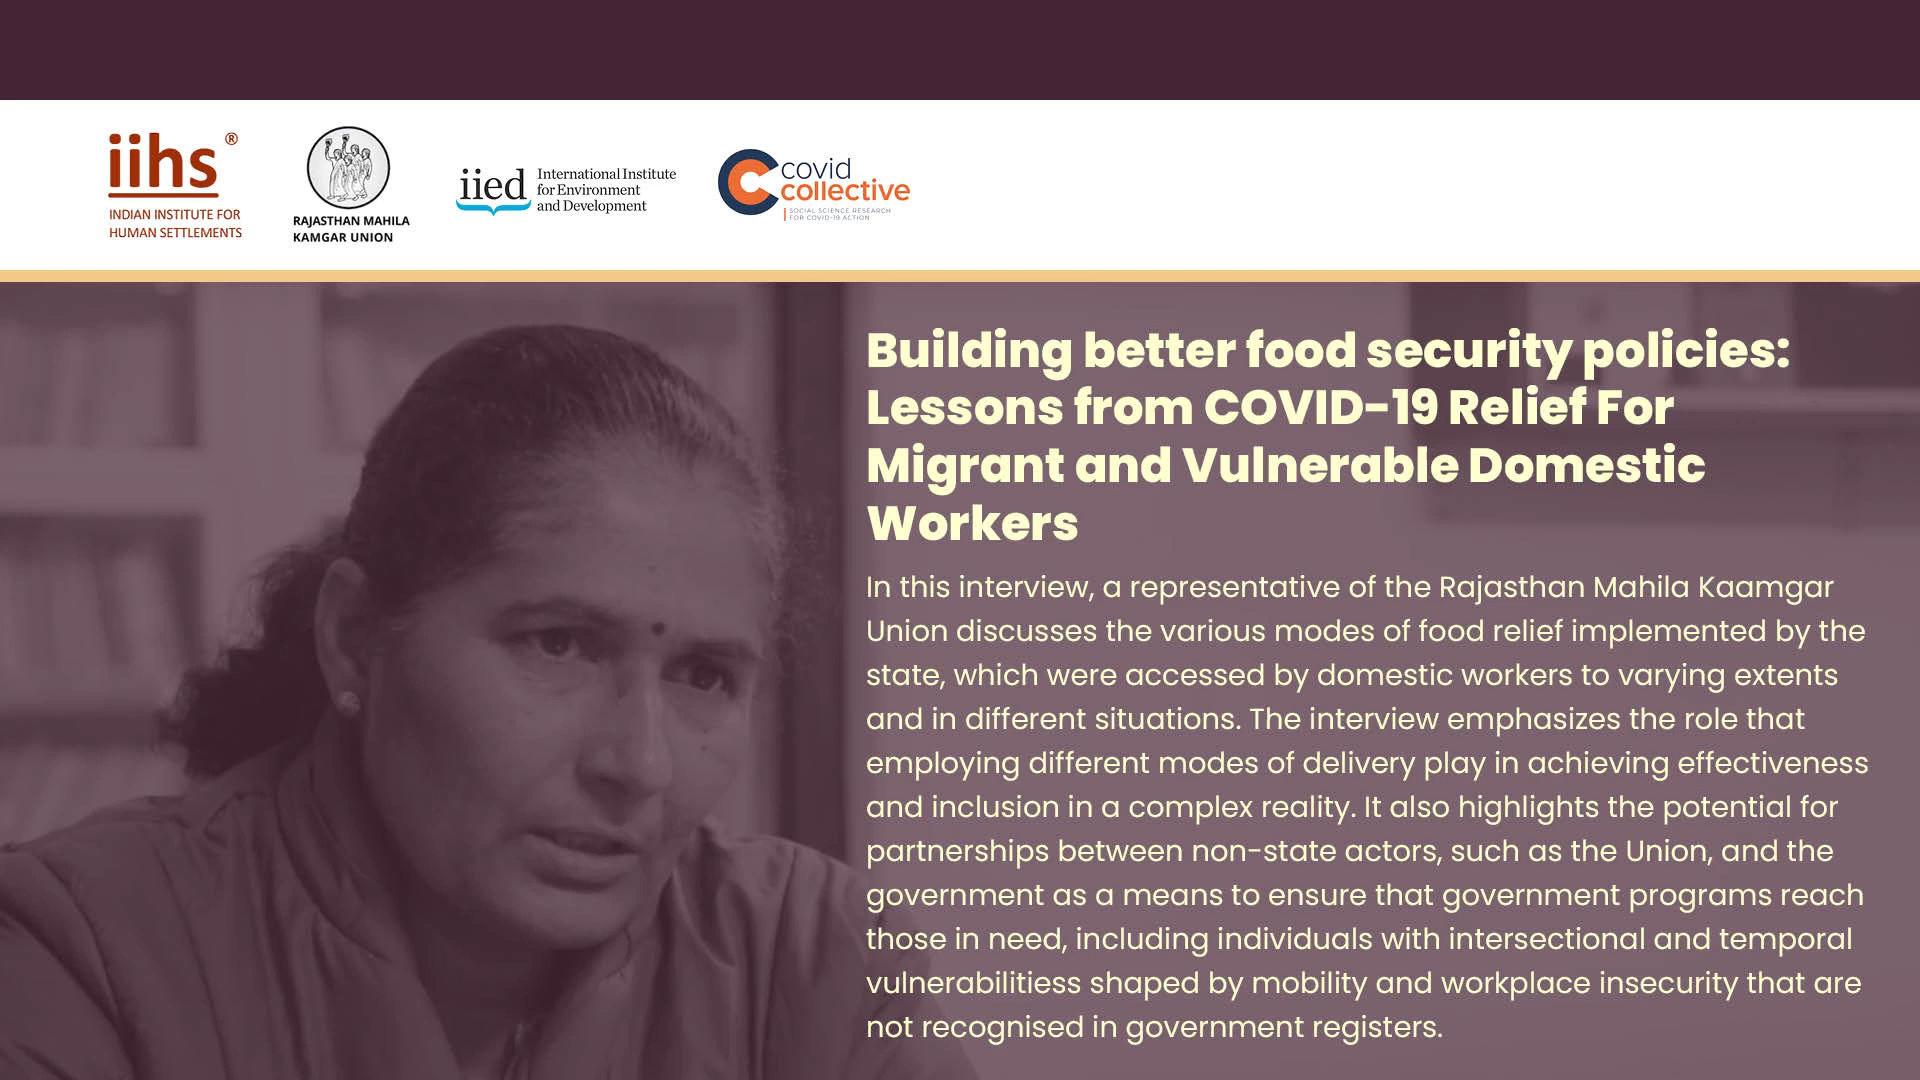 iihs ®
INDIAN INSTITUTE FOR
HUMAN SETTLEMENTS
RAJASTHAN MAHILA
KAMGAR UNION
iied
International Institute
for Environment
and Development
covid
collective
SOCIAL SCIENCE RESEARCH
FOR COVID-19 ACTION
Building better food security policies:
Lessons from COVID-19 Relief For
Migrant and Vulnerable Domestic
Workers
In this interview, a representative of the Rajasthan Mahila Kaamgar
Union discusses the various modes of food relief implemented by the
state, which were accessed by domestic workers to varying extents
and in different situations. The interview emphasizes the role that
employing different modes of delivery play in achieving effectiveness
and inclusion in a complex reality. It also highlights the potential for
partnerships between non-state actors, such as the Union, and the
government as a means to ensure that government programs reach
those in need, including individuals with intersectional and temporal
vulnerabilitiess shaped by mobility and workplace insecurity that are
not recognised in government registers.